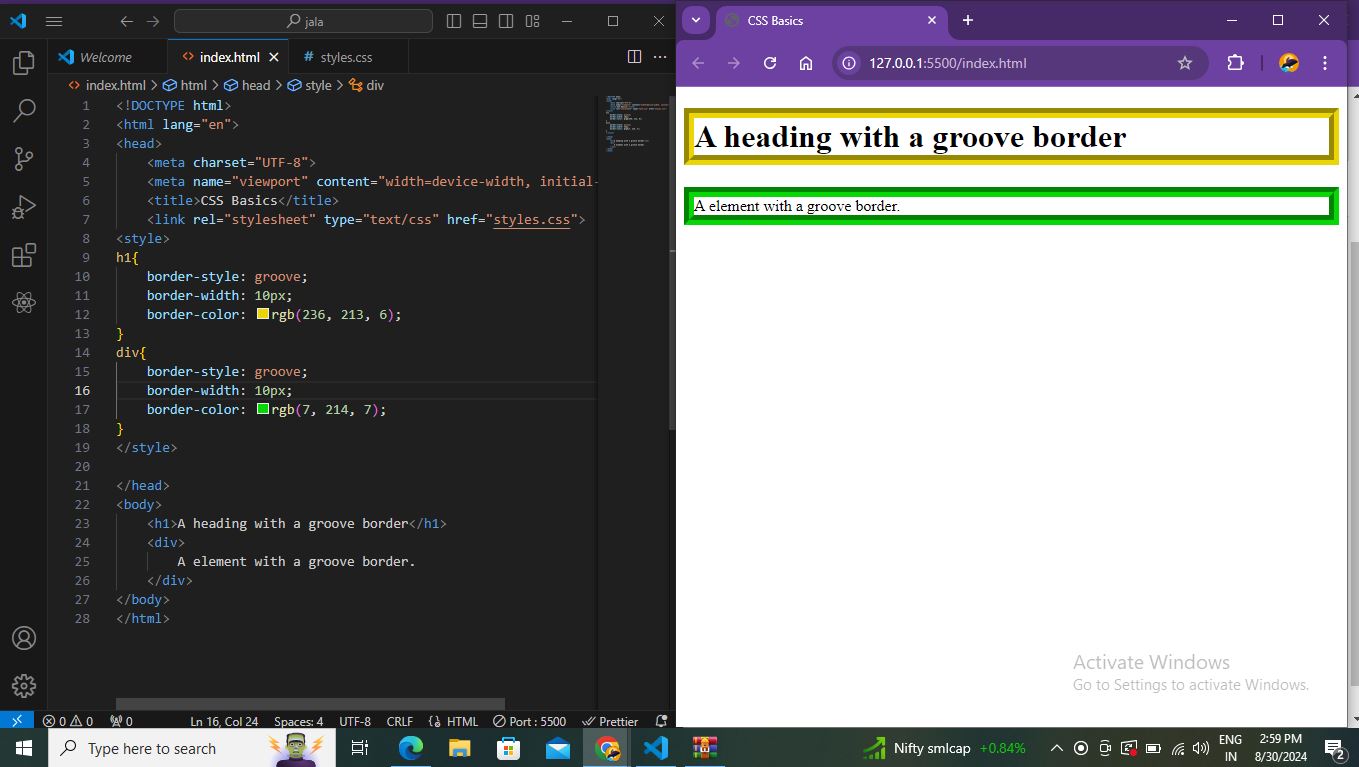 jala
Welcome
index.html
styles.css
index.html > html > head > style > div
1 <!DOCTYPE html>
2 <html lang="en">
3 <head>
4 <meta charset="UTF-8">
5 <meta name="viewport" content="width=device-width, initial-
6 <title>CSS Basics</title>
7 <link rel="stylesheet" type="text/css" href="styles.css">
8 <style>
9 h1{
10 border-style: groove;
11 border-width: 10px;
12 border-color: rgb(236, 213, 6);
13 }
14 div{
15 border-style: groove;
16 border-width: 10px;
17 border-color: rgb(7, 214, 7);
18 }
19 </style>
20
21 </head>
22 <body>
23 <h1>A heading with a groove border</h1>
24 <div>
25 A element with a groove border.
26 </div>
27 </body>
28 </html>
0 0 0 Ln 16, Col 24 Spaces: 4 UTF-8 CRLF {} HTML Port : 5500 Prettier
CSS Basics
127.0.0.1:5500/index.html
A heading with a groove border
A element with a groove border.
Activate Windows
Go to Settings to activate Windows.
Type here to search
Nifty smlcap +0.84%
ENG
IN
2:59 PM
8/30/2024
2